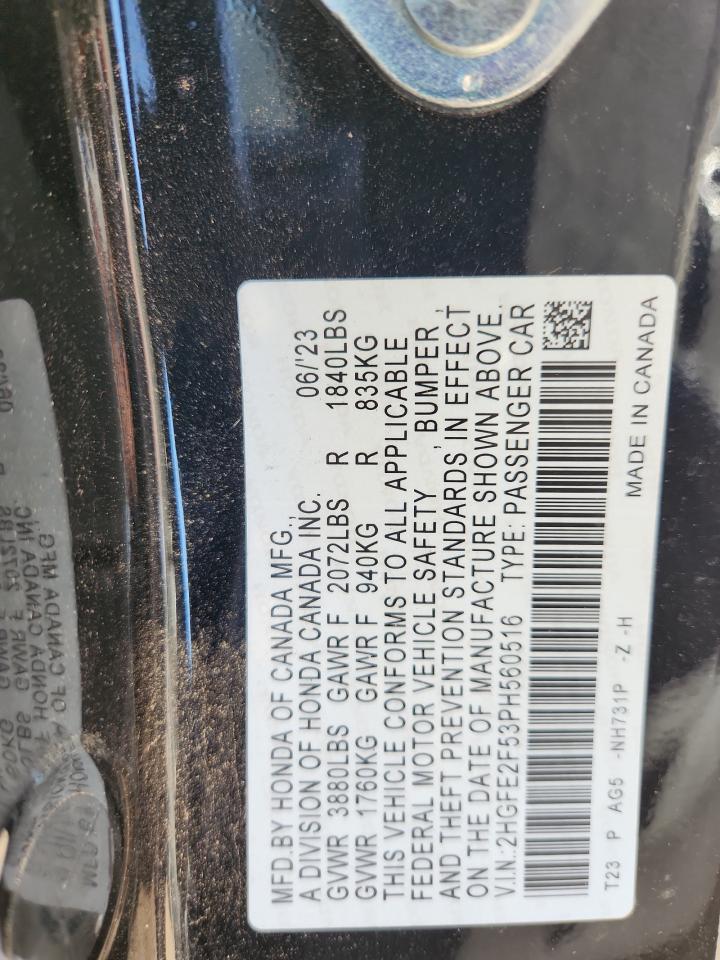 MFD.BY HONDA OF CANADA MFG.,
A DIVISION OF HONDA CANADA INC. 06/'23
GVWR 3880LBS GAWR F 2072LBS R 1840LBS
GVWR 1760KG GAWR F 940KG R 835KG
THIS VEHICLE CONFORMS TO ALL APPLICABLE
FEDERAL MOTOR VEHICLE SAFETY , BUMPER ,
AND THEFT PREVENTION STANDARDS IN EFFECT
ON THE DATE OF MANUFACTURE SHOWN ABOVE.
V.I.N.:2HGFE2F53PH560516 TYPE: PASSENGER CAR
T23 P AG5 -NH731P -Z -H
MADE IN CANADA